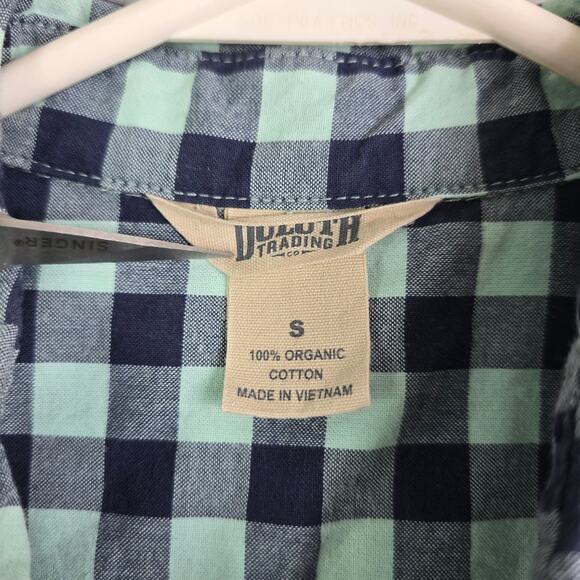 DULUTH
TRADING
CO
S
100% ORGANIC
COTTON
MADE IN VIETNAM
SINGER®